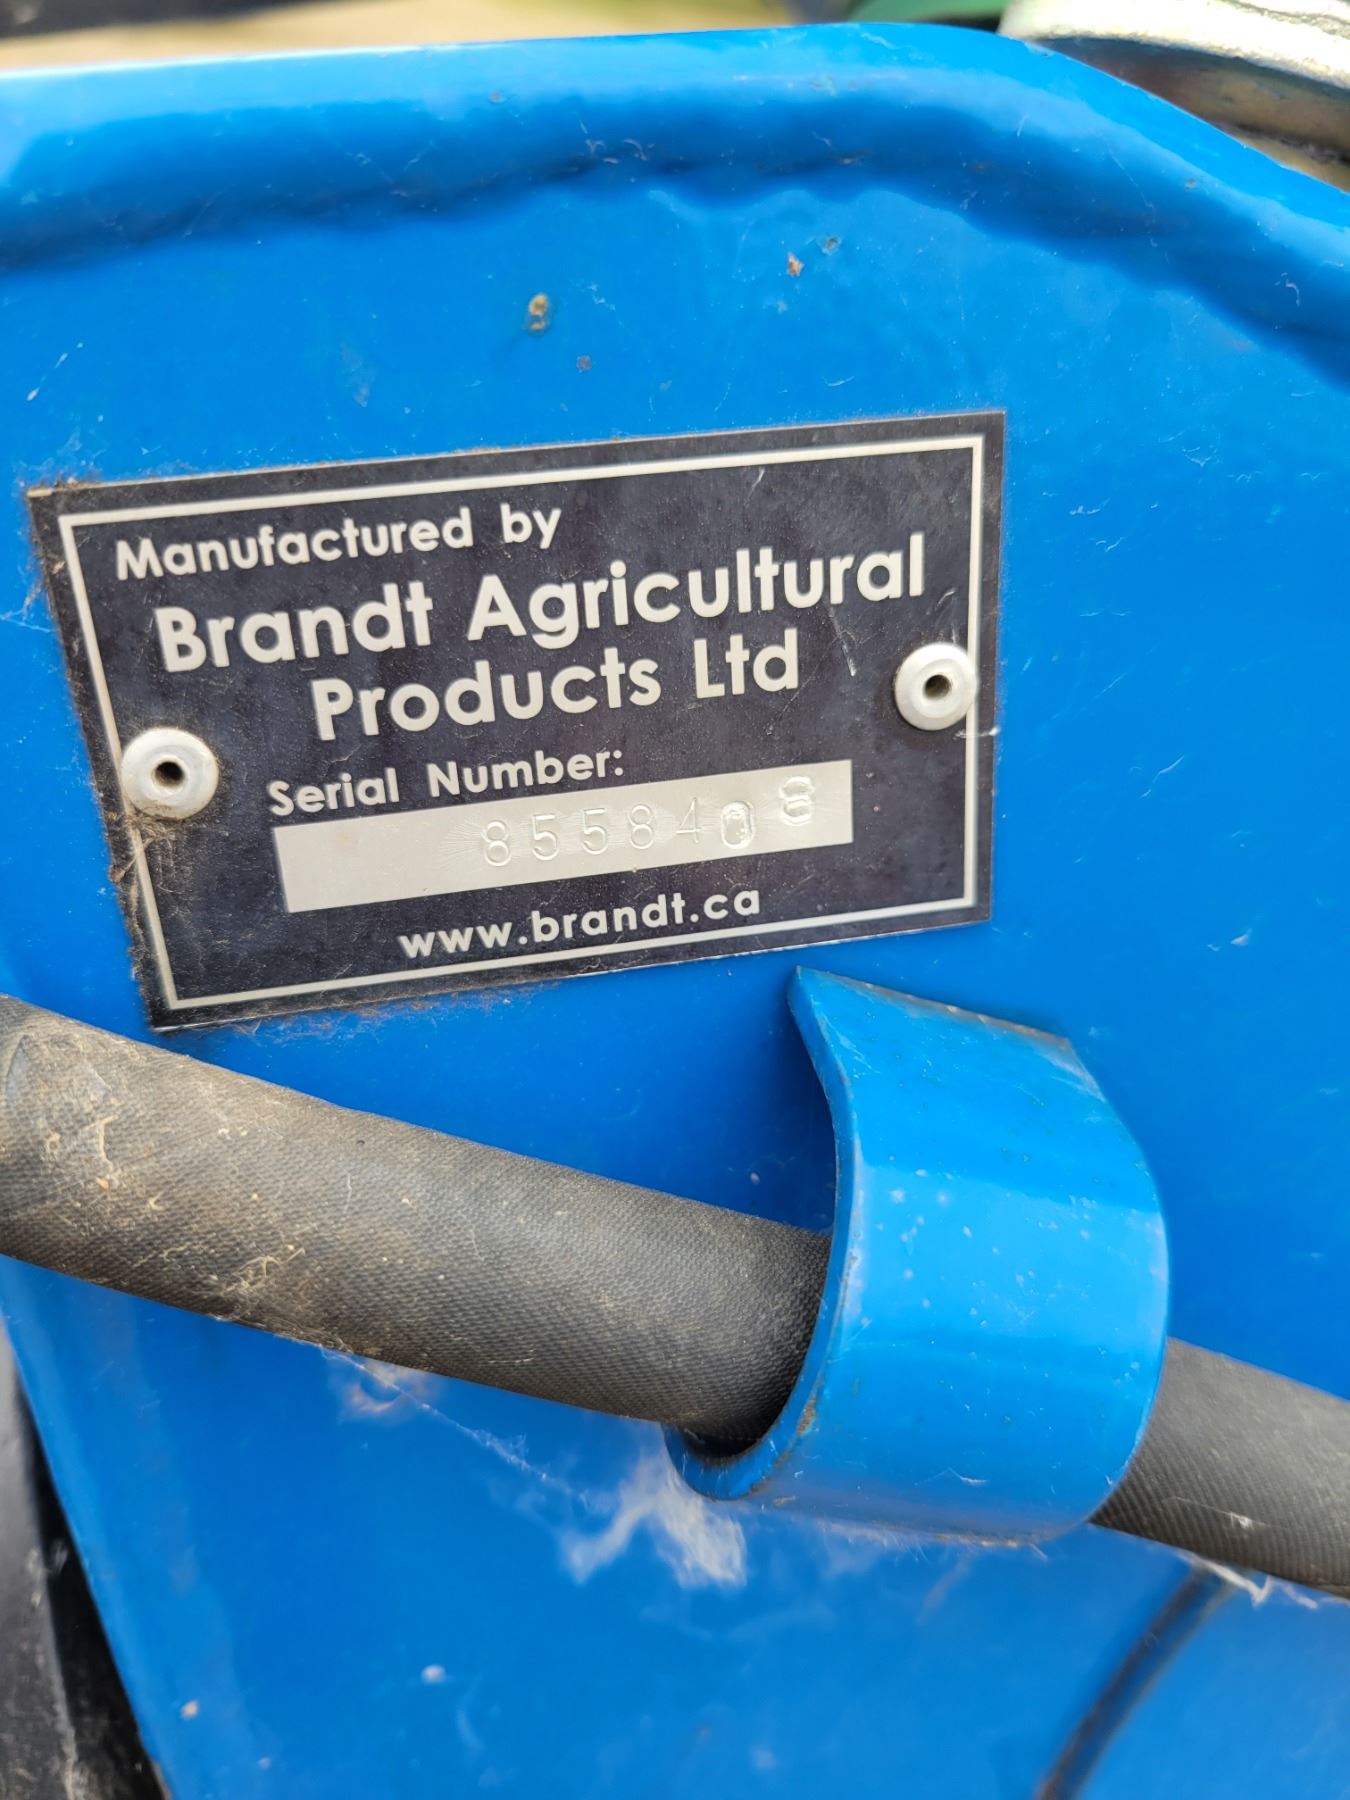 Manufactured by
Brandt Agricultural
Products Ltd
Serial Number:
8558408
www.brandt.ca